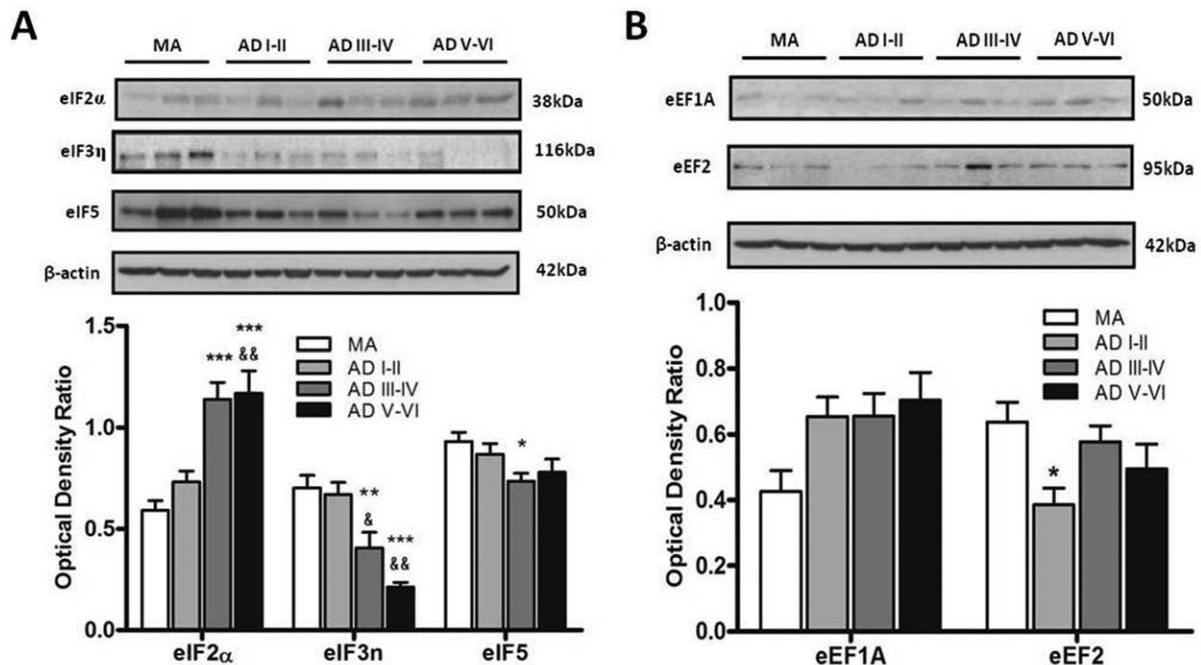 A
MA AD I-II AD III-IV AD V-VI
eIF2α 38kDa
eIF3η 116kDa
eIF5 50kDa
β-actin 42kDa
Optical Density Ratio
1.5
1.0
0.5
0.0
*** ***
&&
** ***
& &&
*
MA
AD I-II
AD III-IV
AD V-VI
eIF2α eIF3n eIF5
B
MA AD I-II AD III-IV AD V-VI
eEF1A 50kDa
eEF2 95kDa
β-actin 42kDa
Optical Density Ratio
1.0
0.8
0.6
0.4
0.2
0.0
*
MA
AD I-II
AD III-IV
AD V-VI
eEF1A eEF2